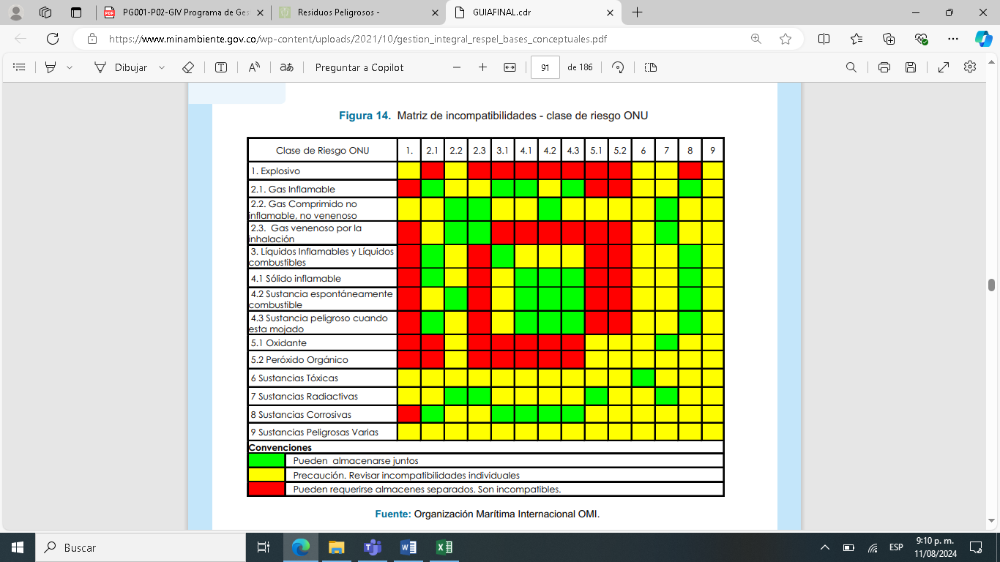 PG001-P02-GIV Programa de Ges
Residuos Peligrosos -
GUIAFINAL.cdr
https://www.minambiente.gov.co/wp-content/uploads/2021/10/gestion_integral_respel_bases_conceptuales.pdf
Dibujar
aあ
Preguntar a Copilot
91
de 186
Figura 14. Matriz de incompatibilidades - clase de riesgo ONU
Clase de Riesgo ONU 1. 2.1 2.2 2.3 3.1 4.1 4.2 4.3 5.1 5.2 6 7 8 9
1. Explosivo
2.1. Gas Inflamable
2.2. Gas Comprimido no
inflamable, no venenoso
2.3. Gas venenoso por la
inhalación
3. Líquidos Inflamables y Líquidos
combustibles
4.1 Sólido inflamable
4.2 Sustancia espontáneamente
combustible
4.3 Sustancia peligroso cuando
esta mojado
5.1 Oxidante
5.2 Peróxido Orgánico
6 Sustancias Tóxicas
7 Sustancias Radiactivas
8 Sustancias Corrosivas
9 Sustancias Peligrosas Varias
Convenciones
Pueden almacenarse juntos
Precaución. Revisar incompatibilidades individuales
Pueden requerirse almacenes separados. Son incompatibles.
Fuente: Organización Marítima Internacional OMI.
Buscar
ESP
9:10 p. m.
11/08/2024